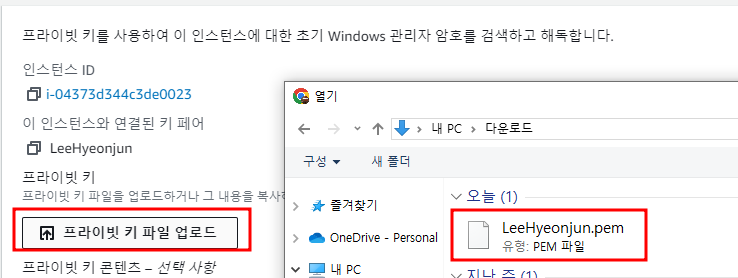 프라이빗 키를 사용하여 이 인스턴스에 대한 초기 Windows 관리자 암호를 검색하고 해독합니다.
인스턴스 ID
i-04373d344c3de0023
이 인스턴스와 연결된 키 페어
LeeHyeonjun
프라이빗 키
프라이빗 키 파일을 업로드하거나 그 내용을 복사하
프라이빗 키 파일 업로드
프라이빗 키 콘텐츠 – 선택 사항
열기
내 PC > 다운로드
구성
새 폴더
즐겨찾기
OneDrive - Personal
내 PC
오늘 (1)
LeeHyeonjun.pem
유형: PEM 파일
지난 주 (1)